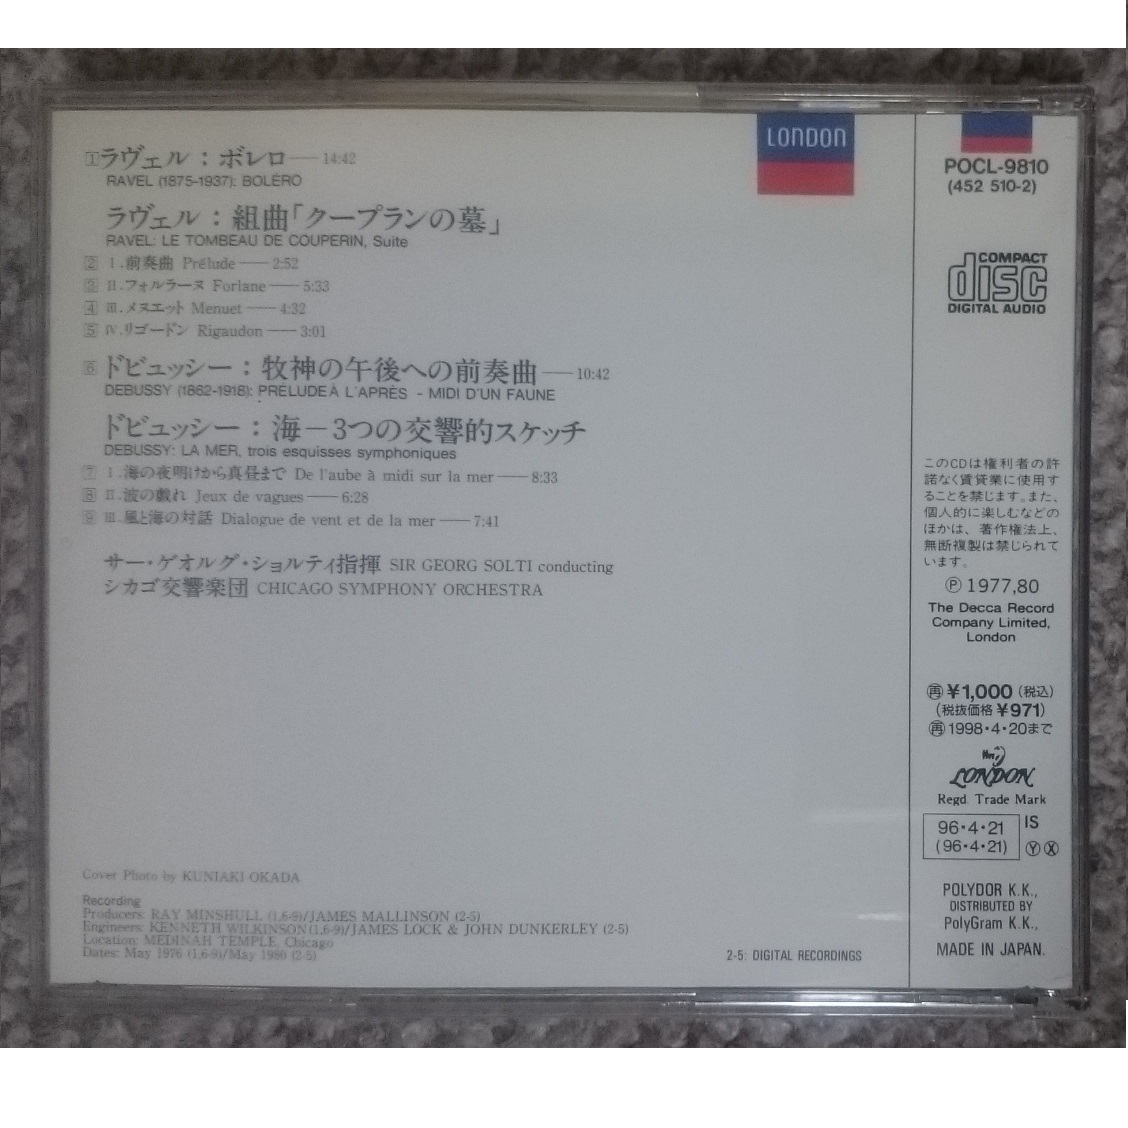 1 ラヴェル：ボレロ──14:42
RAVEL (1875-1937): BOLÉRO
ラヴェル：組曲「クープランの墓」
RAVEL: LE TOMBEAU DE COUPERIN, Suite
2 I.前奏曲 Prélude──2:52
3 II.フォルラーヌ Forlane──5:33
4 III.メヌエット Menuet──4:32
5 IV.リゴードン Rigaudon──3:01
6 ドビュッシー：牧神の午後への前奏曲──10:42
DEBUSSY (1862-1918): PRÉLUDE À L'APRÈS - MIDI D'UN FAUNE
ドビュッシー：海－3つの交響的スケッチ
DEBUSSY: LA MER, trois esquisses symphoniques
7 I.海の夜明けから真昼まで De l'aube à midi sur la mer──8:33
8 II.波の戯れ Jeux de vagues──6:28
9 III.風と海の対話 Dialogue de vent et de la mer──7:41
サー・ゲオルグ・ショルティ指揮 SIR GEORG SOLTI conducting
シカゴ交響楽団 CHICAGO SYMPHONY ORCHESTRA
Cover Photo by KUNIAKI OKADA
Recording
Producers: RAY MINSHULL (1,6-9)/JAMES MALLINSON (2-5)
Engineers: KENNETH WILKINSON (1,6-9)/JAMES LOCK & JOHN DUNKERLEY (2-5)
Location: MEDINAH TEMPLE, Chicago
Dates: May 1976 (1,6-9)/May 1980 (2-5)
2-5: DIGITAL RECORDINGS
LONDON
POCL-9810
(452 510-2)
COMPACT
disc
DIGITAL AUDIO
このCDは権利者の許
諾なく賃貸業に使用す
ることを禁じます。また、
個人的に楽しむなどの
ほかは、著作権法上、
無断複製は禁じられて
います。
Ⓟ 1977,80
The Decca Record
Company Limited,
London
㊢¥1,000 (税込)
(税抜価格 ¥971)
再1998・4・20まで
LONDON
Regd. Trade Mark
96・4・21
(96・4・21)
IS
Ⓨ Ⓧ
POLYDOR K.K.,
DISTRIBUTED BY
PolyGram K.K.,
MADE IN JAPAN.